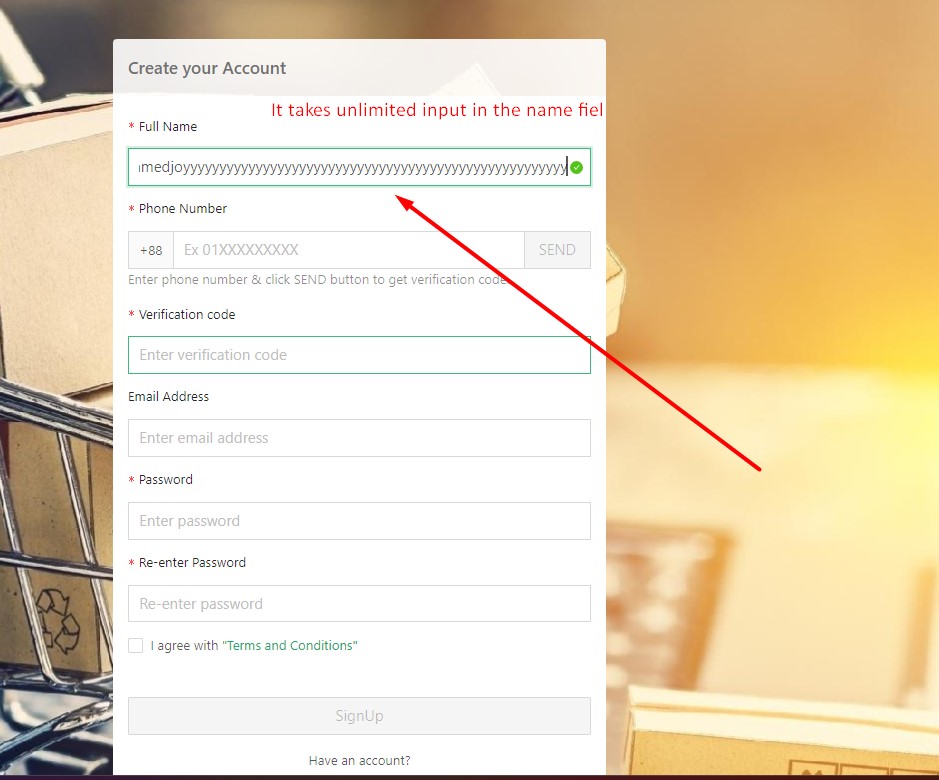 Create your Account
It takes unlimited input in the name fiel
* Full Name
medjoyyyyyyyyyyyyyyyyyyyyyyyyyyyyyyyyyyyyyyyyyyyyyyyyyyyyyy
* Phone Number
+88 Ex 01XXXXXXXXX SEND
Enter phone number & click SEND button to get verification code
* Verification code
Enter verification code
Email Address
Enter email address
* Password
Enter password
* Re-enter Password
Re-enter password
I agree with "Terms and Conditions"
SignUp
Have an account?